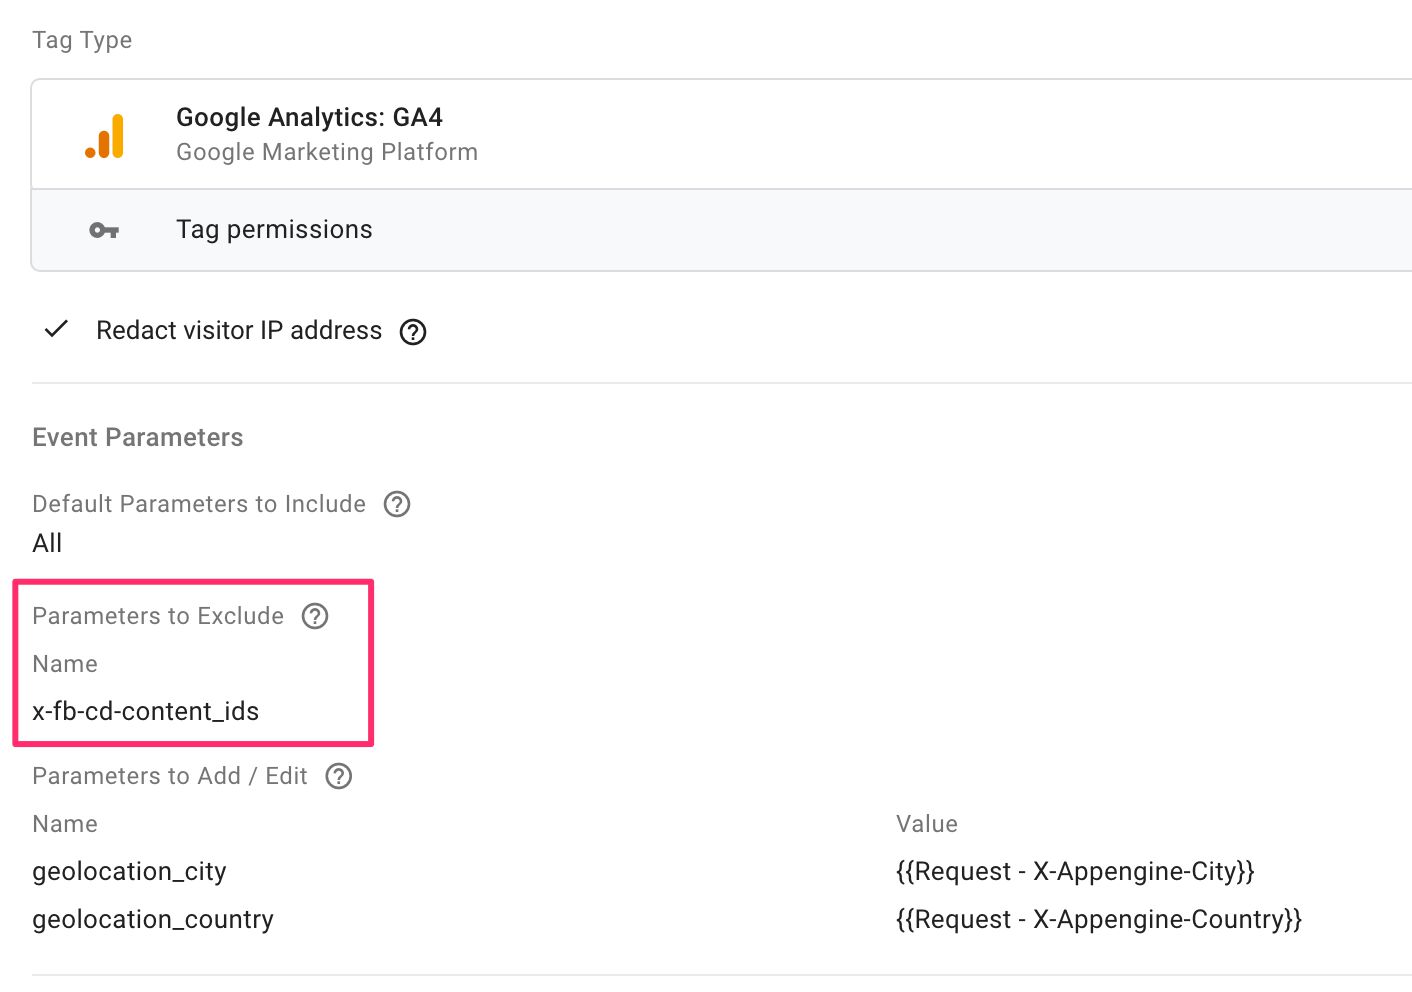 Tag Type
Google Analytics: GA4
Google Marketing Platform
Tag permissions
Redact visitor IP address
Event Parameters
Default Parameters to Include
All
Parameters to Exclude
Name
x-fb-cd-content_ids
Parameters to Add / Edit
Name Value
geolocation_city {{Request - X-Appengine-City}}
geolocation_country {{Request - X-Appengine-Country}}